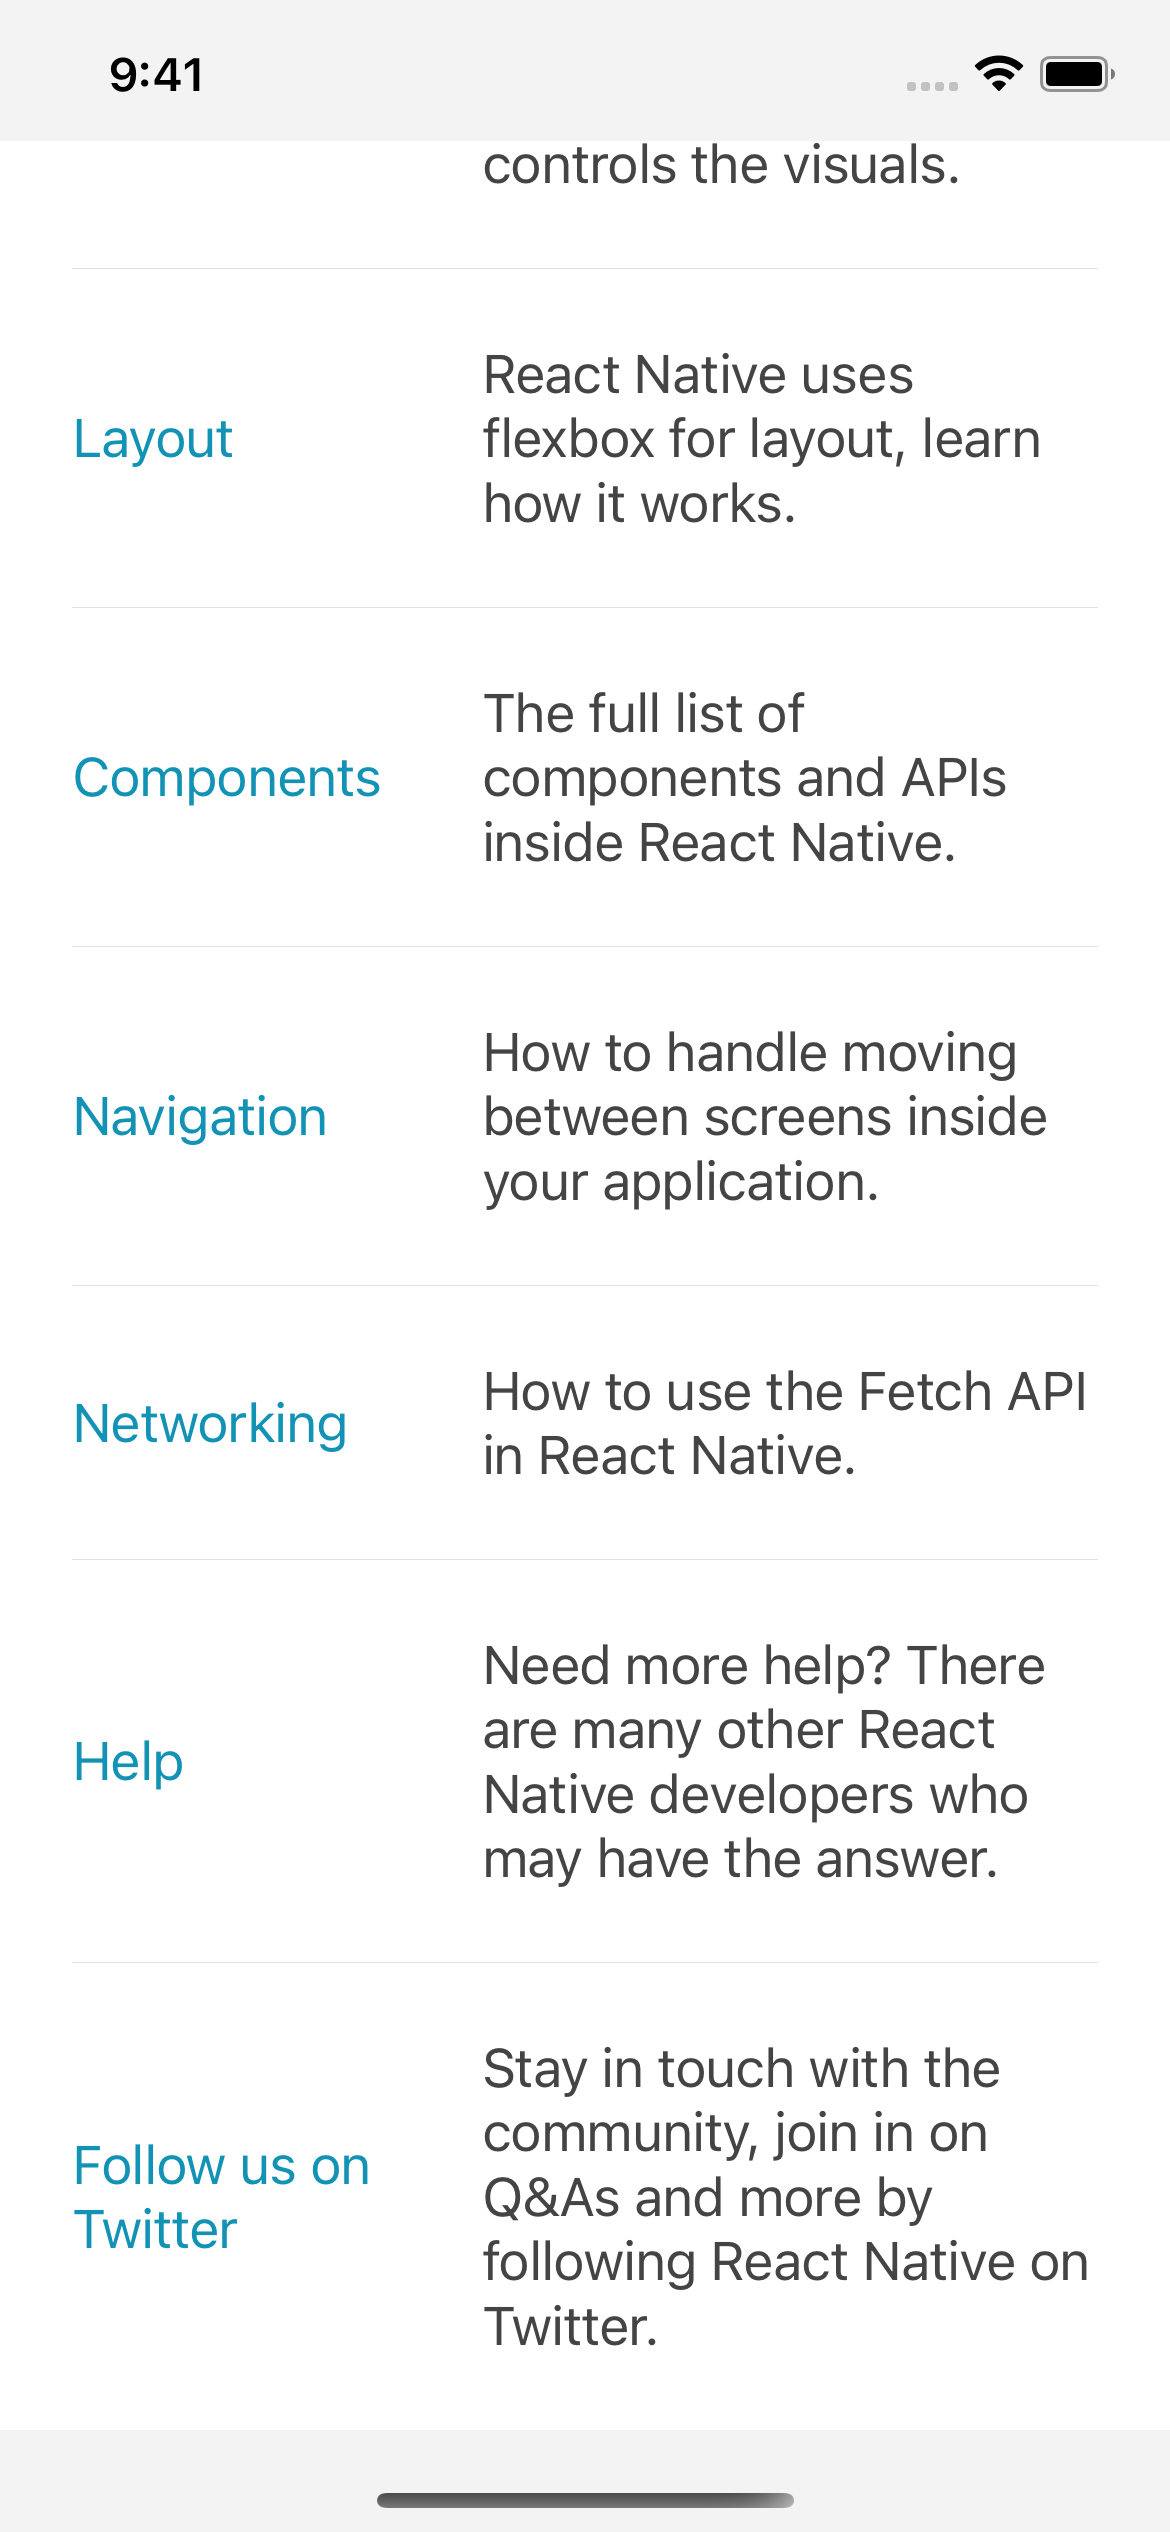 9:41
controls the visuals.
Layout
React Native uses
flexbox for layout, learn
how it works.
Components
The full list of
components and APIs
inside React Native.
Navigation
How to handle moving
between screens inside
your application.
Networking
How to use the Fetch API
in React Native.
Help
Need more help? There
are many other React
Native developers who
may have the answer.
Follow us on
Twitter
Stay in touch with the
community, join in on
Q&As and more by
following React Native on
Twitter.